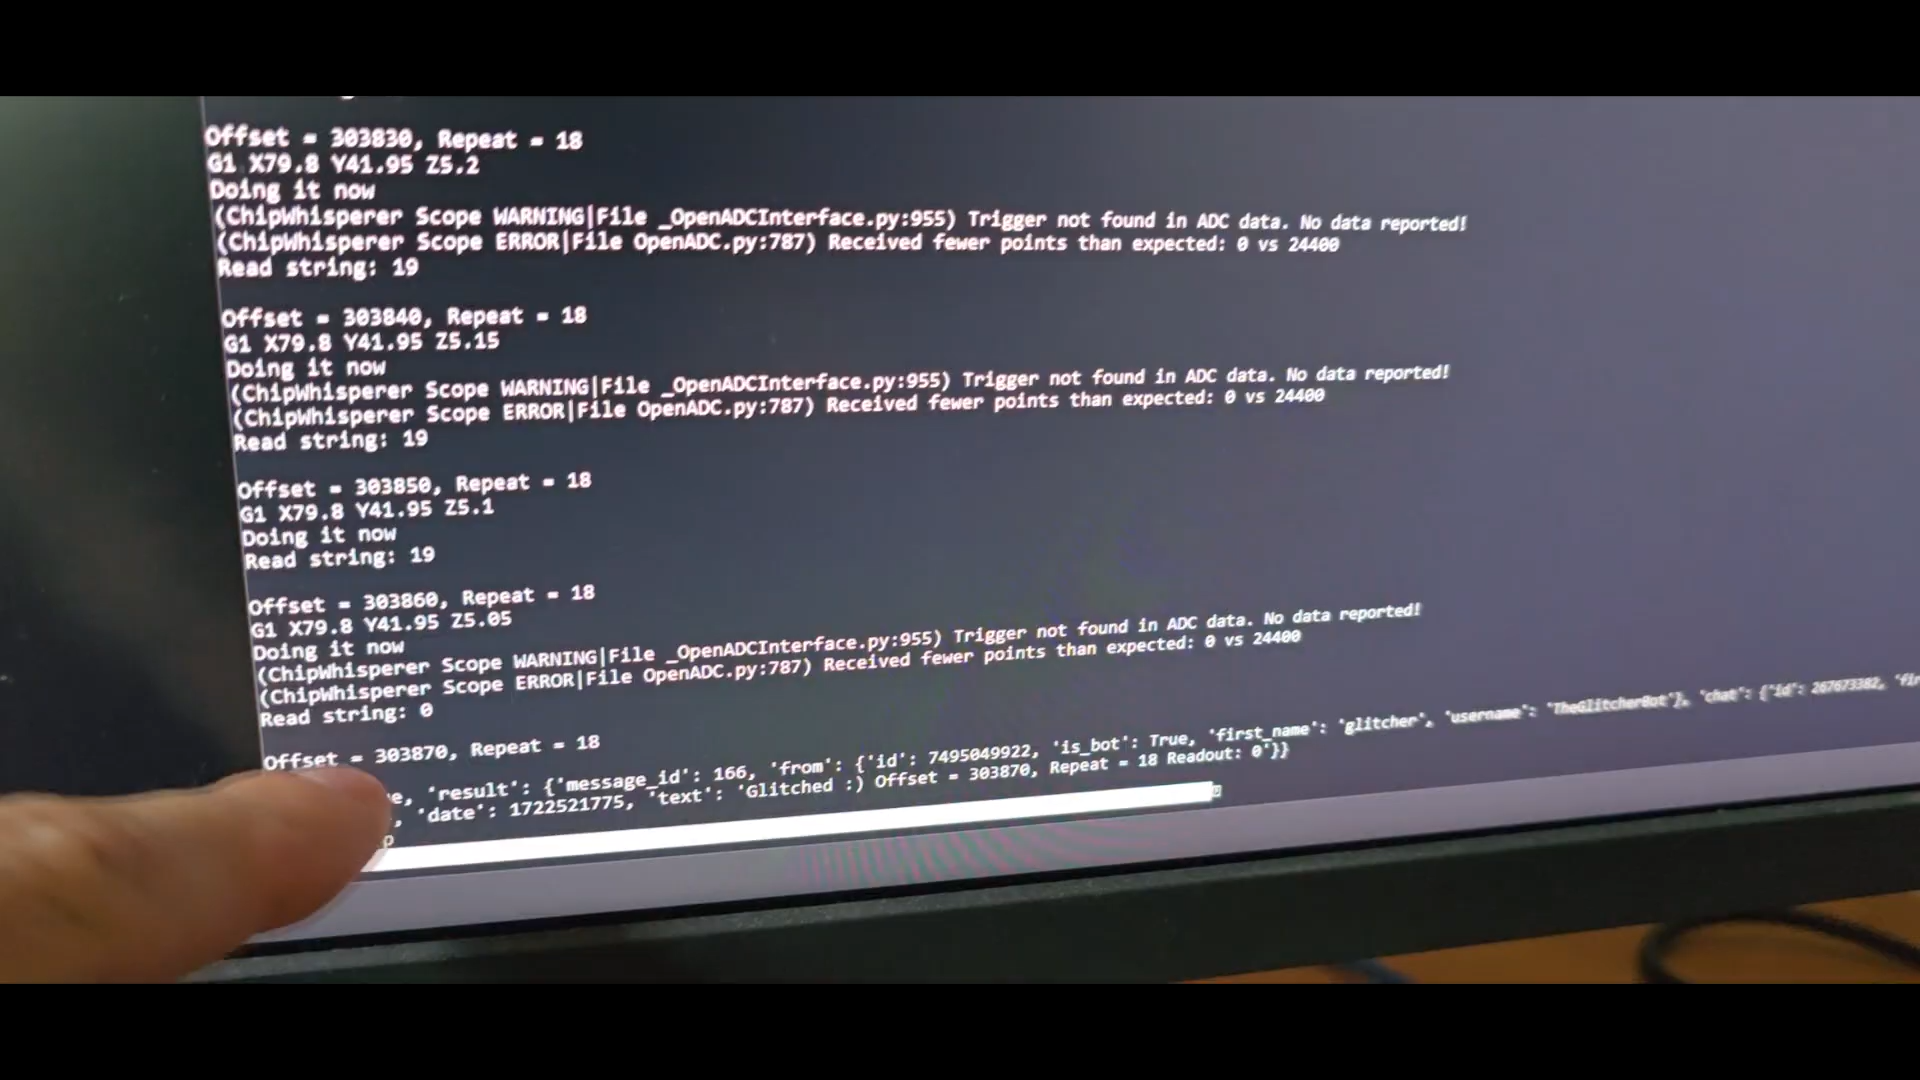 Offset = 303830, Repeat = 18
G1 X79.8 Y41.95 Z5.2
Doing it now
(ChipWhisperer Scope WARNING|File _OpenADCInterface.py:955) Trigger not found in ADC data. No data reported!
(ChipWhisperer Scope ERROR|File OpenADC.py:787) Received fewer points than expected: 0 vs 24400
Read string: 19
Offset = 303840, Repeat = 18
G1 X79.8 Y41.95 Z5.15
Doing it now
(ChipWhisperer Scope WARNING|File _OpenADCInterface.py:955) Trigger not found in ADC data. No data reported!
(ChipWhisperer Scope ERROR|File OpenADC.py:787) Received fewer points than expected: 0 vs 24400
Read string: 19
Offset = 303850, Repeat = 18
G1 X79.8 Y41.95 Z5.1
Doing it now
Read string: 19
Offset = 303860, Repeat = 18
G1 X79.8 Y41.95 Z5.05
Doing it now
(ChipWhisperer Scope WARNING|File _OpenADCInterface.py:955) Trigger not found in ADC data. No data reported!
(ChipWhisperer Scope ERROR|File OpenADC.py:787) Received fewer points than expected: 0 vs 24400
Read string: 0
Offset = 303870, Repeat = 18
e, 'result': {'message_id': 166, 'from': {'id': 7495049922, 'is_bot': True, 'first_name': 'glitcher', 'username': 'TheGlitcherBot'}, 'chat': {'id': 267673382, 'fir
, 'date': 1722521775, 'text': 'Glitched :) Offset = 303870, Repeat = 18 Readout: 0'}}